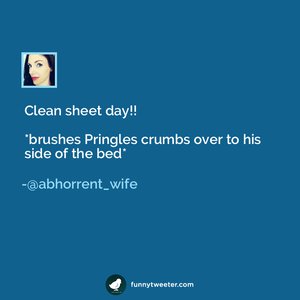 Clean sheet day!!
*brushes Pringles crumbs over to his
side of the bed*
-@abhorrent_wife
funnytweeter.com